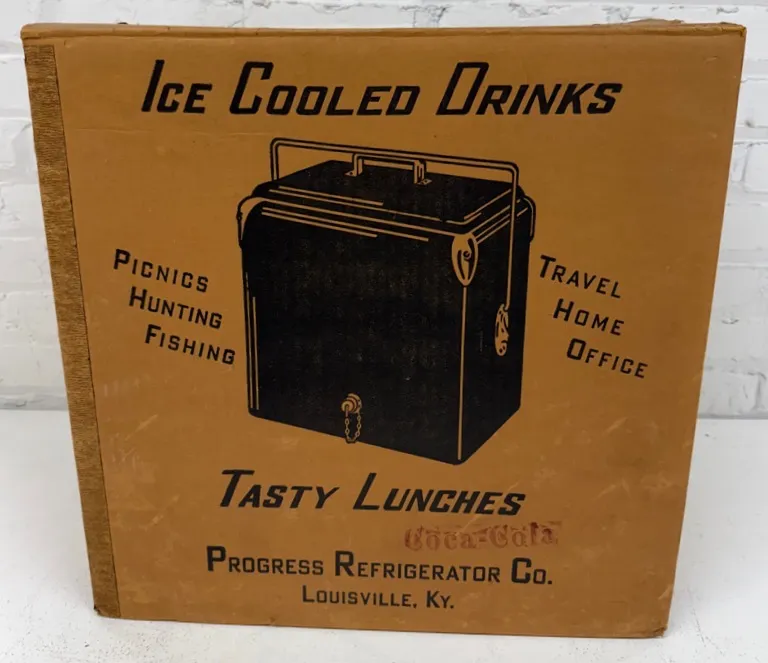 Ice Cooled Drinks
Picnics
Hunting
Fishing
Travel
Home
Office
Tasty Lunches
Coca-Cola
Progress Refrigerator Co.
Louisville, Ky.